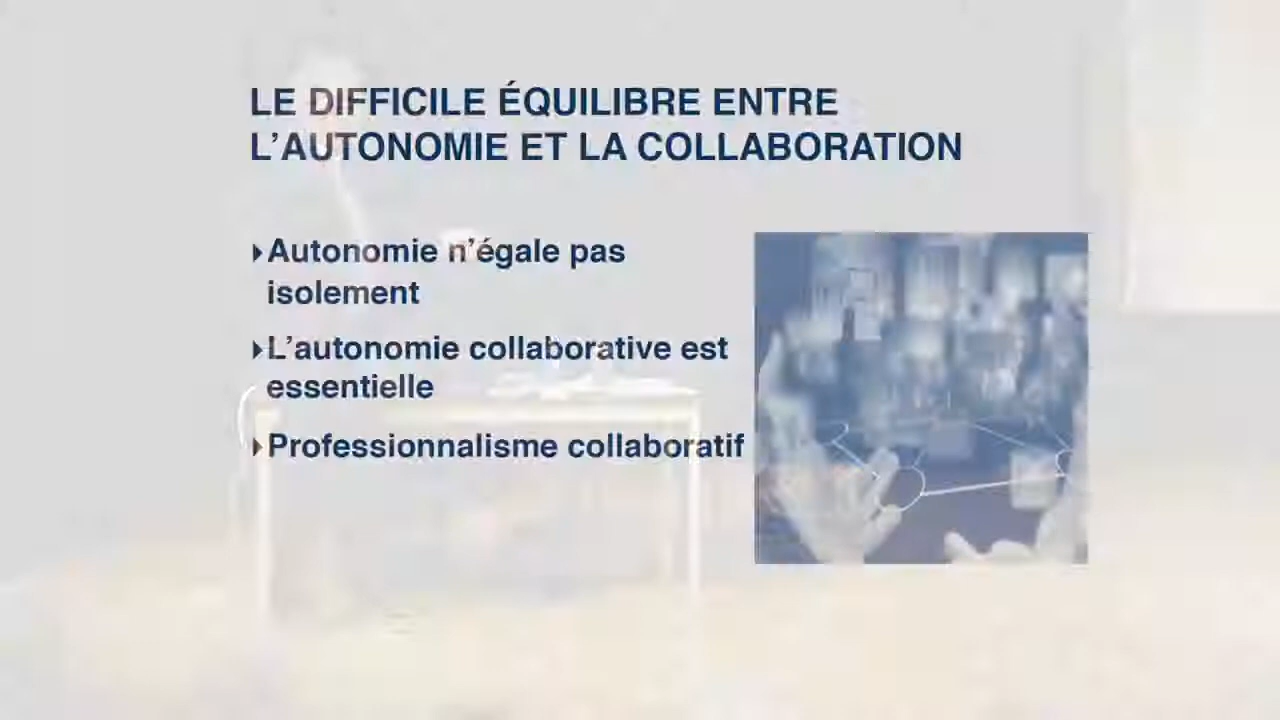 LE DIFFICILE ÉQUILIBRE ENTRE
L’AUTONOMIE ET LA COLLABORATION
Autonomie n’égale pas
isolement
L’autonomie collaborative est
essentielle
Professionnalisme collaboratif